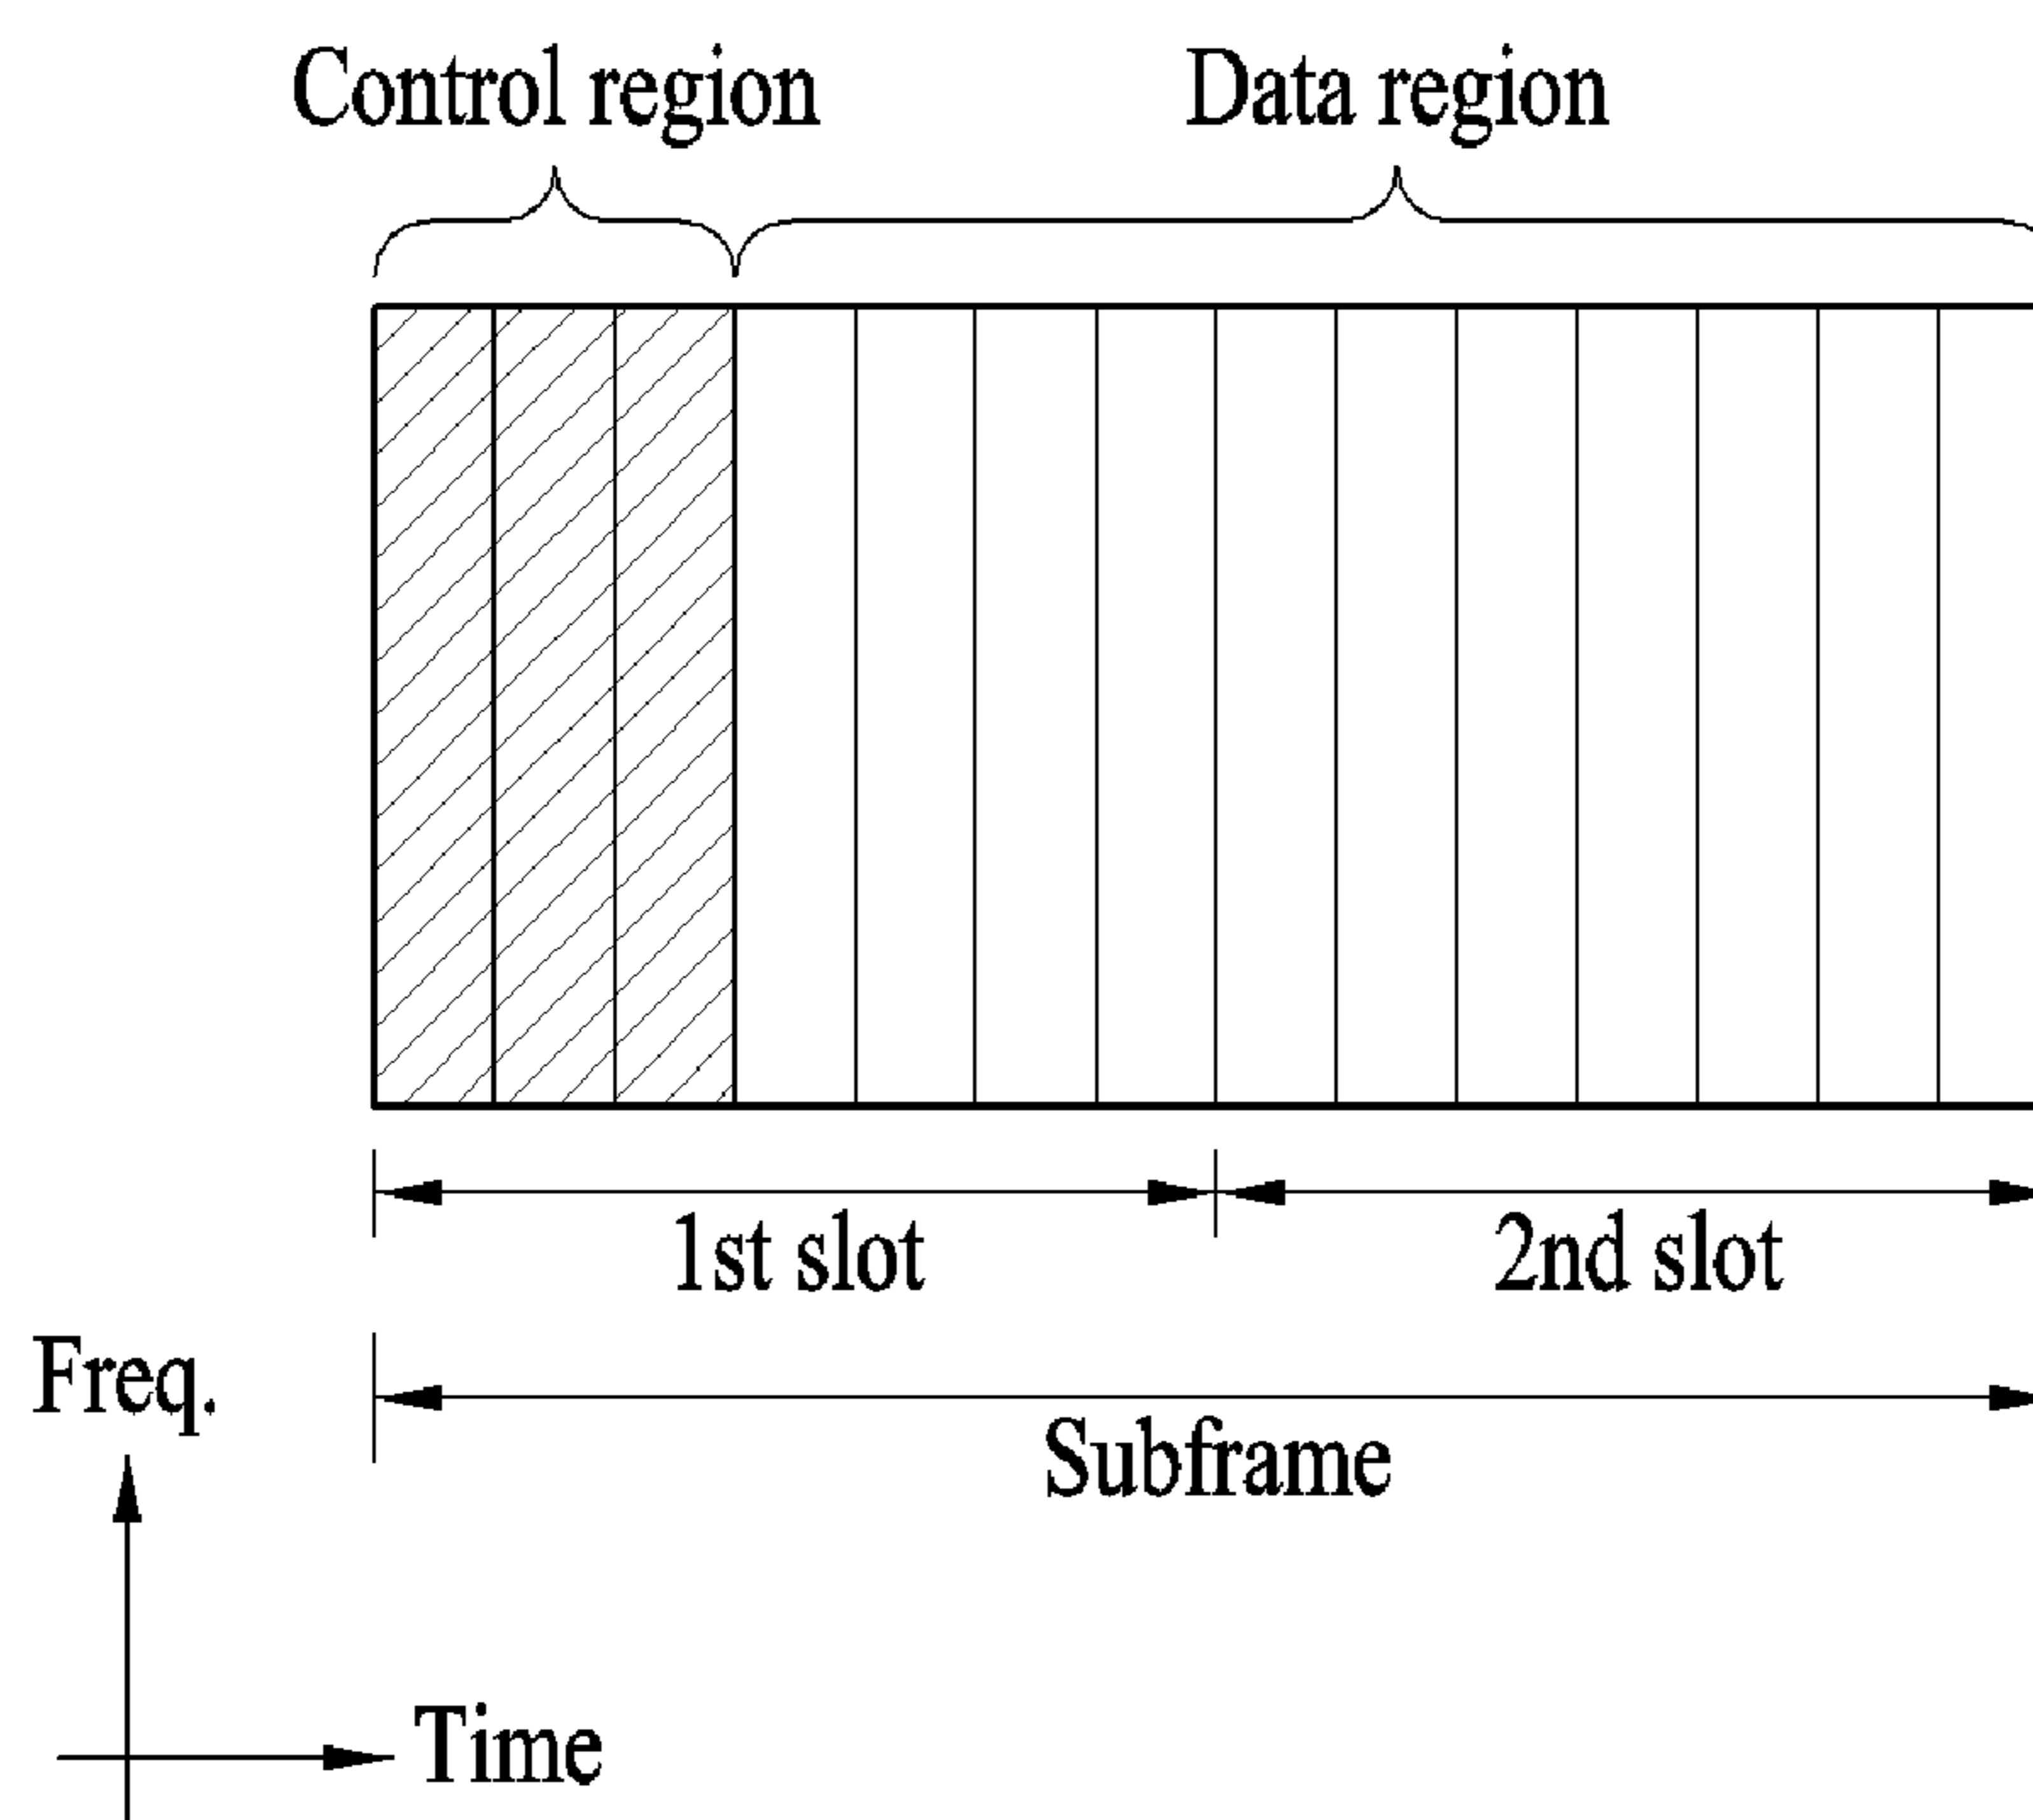 Control region
Data region
1st slot
2nd slot
Freq.
Subframe
Time